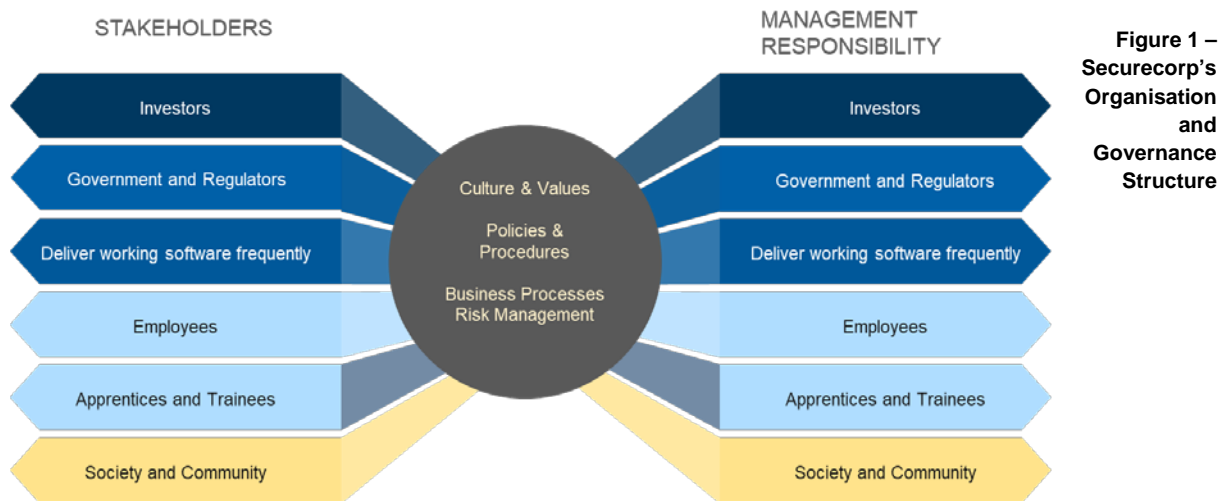 STAKEHOLDERS
Investors
Government and Regulators
Deliver working software frequently
Employees
Apprentices and Trainees
Society and Community
Culture & Values
Policies &
Procedures
Business Processes
Risk Management
MANAGEMENT
RESPONSIBILITY
Investors
Government and Regulators
Deliver working software frequently
Employees
Apprentices and Trainees
Society and Community
Figure 1 –
Securecorp's
Organisation
and
Governance
Structure